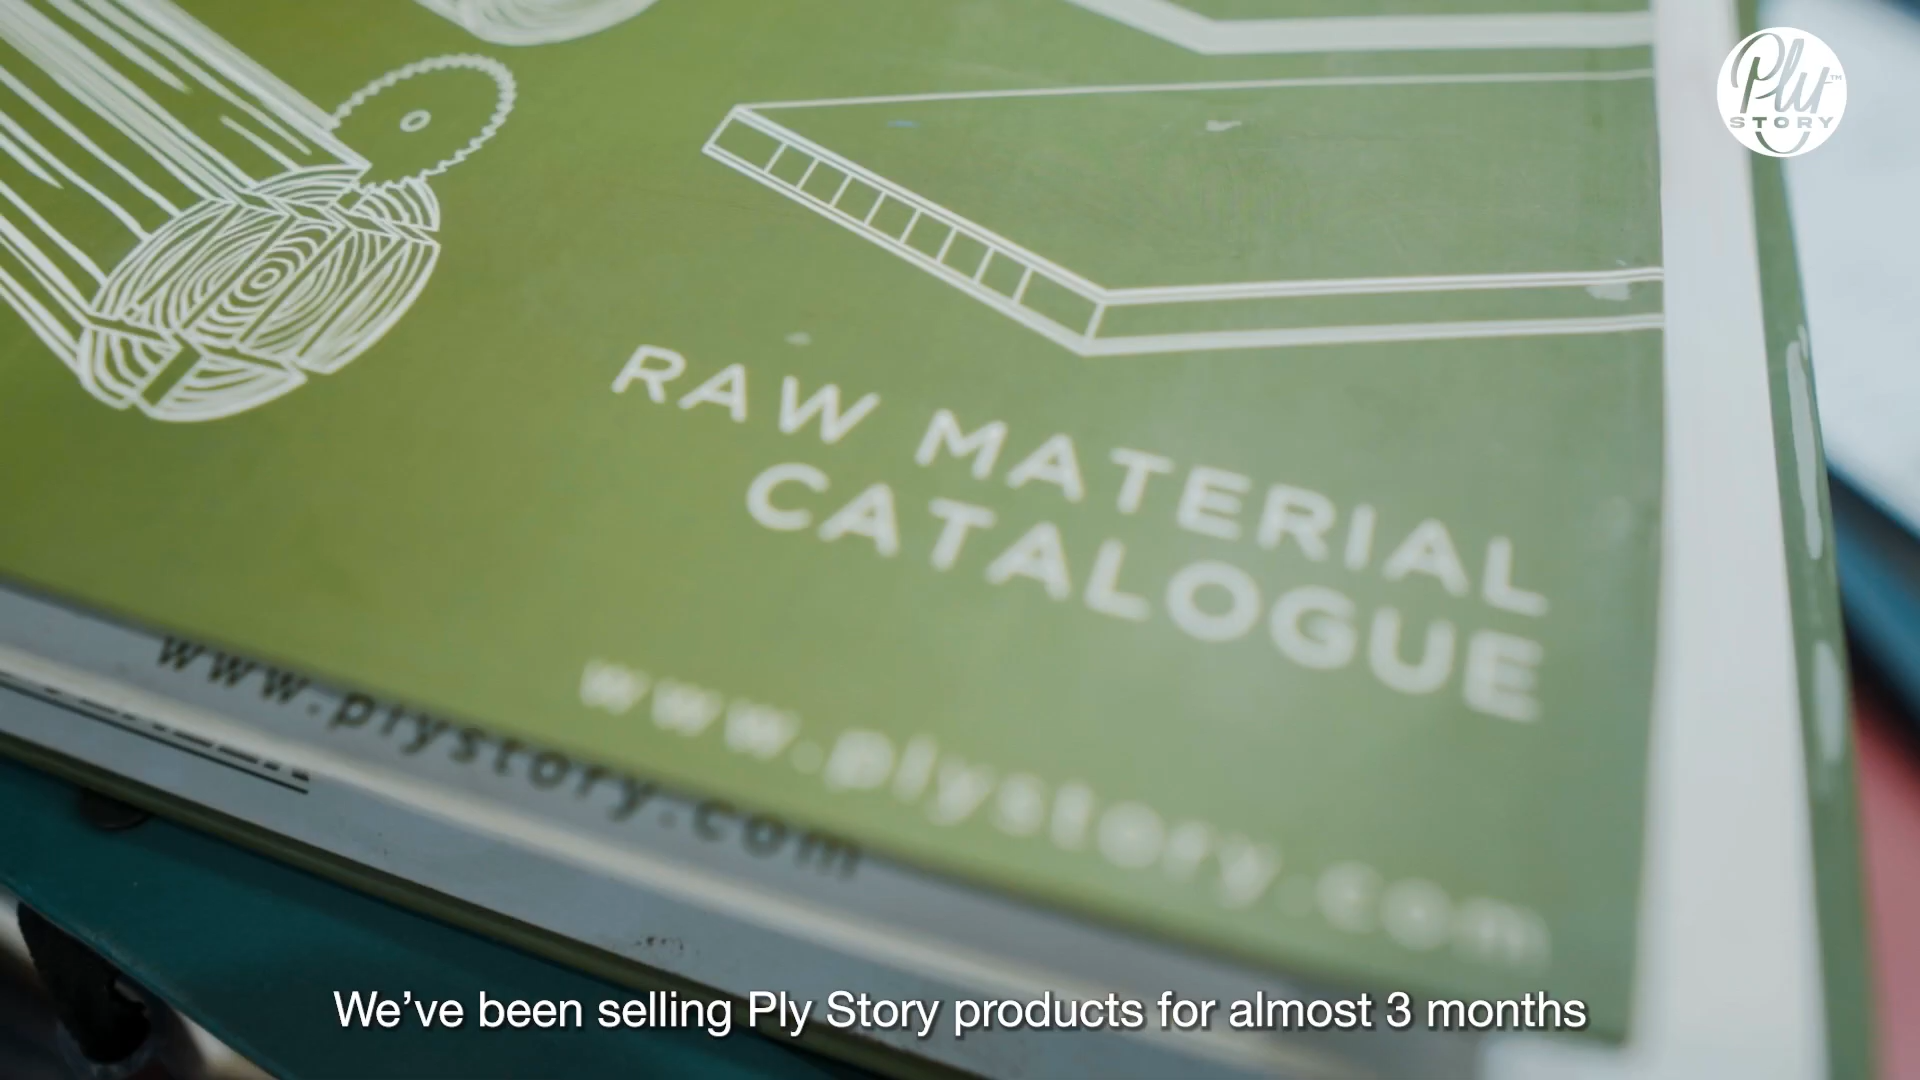 Ply™
STORY
RAW MATERIAL
CATALOGUE
www.plystory.com
www.plystory.com
We've been selling Ply Story products for almost 3 months